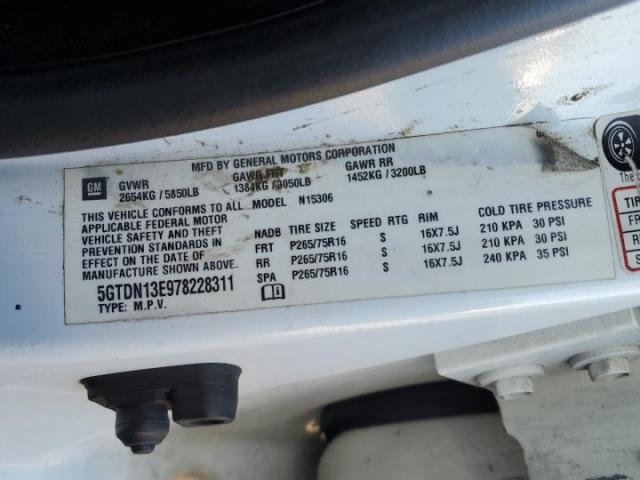 MFD BY GENERAL MOTORS CORPORATION
GM GVWR GAWR FRT GAWR RR
2654KG / 5850LB 1384KG / 3050LB 1452KG / 3200LB
THIS VEHICLE CONFORMS TO ALL MODEL N15306
APPLICABLE FEDERAL MOTOR
VEHICLE SAFETY AND THEFT
PREVENTION STANDARDS IN
EFFECT ON THE DATE OF
MANUFACTURE SHOWN ABOVE.
5GTDN13E978228311
TYPE: M.P.V.
NADB TIRE SIZE SPEED RTG RIM COLD TIRE PRESSURE
FRT P265/75R16 S 16X7.5J 210 KPA 30 PSI
RR P265/75R16 S 16X7.5J 210 KPA 30 PSI
SPA P265/75R16 S 16X7.5J 240 KPA 35 PSI
The
TIR